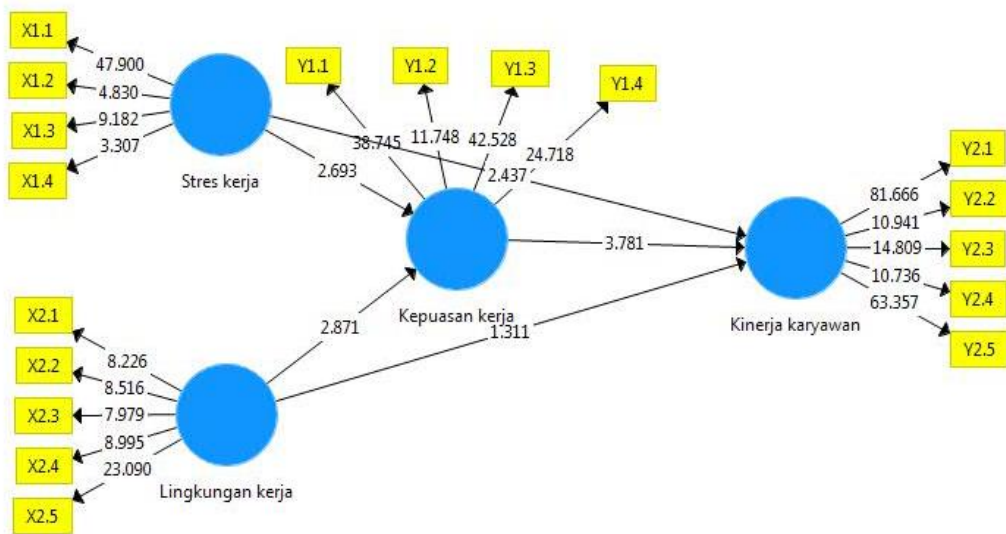 X1.1
X1.2
X1.3
X1.4
47.900
4.830
9.182
3.307
Stres kerja
Y1.1
Y1.2
Y1.3
Y1.4
38.745
11.748
42.528
24.718
2.693
2.437
Kepuasan kerja
3.781
2.871
1.311
X2.1
X2.2
X2.3
X2.4
X2.5
8.226
8.516
7.979
8.995
23.090
Lingkungan kerja
Kinerja karyawan
81.666
10.941
14.809
10.736
63.357
Y2.1
Y2.2
Y2.3
Y2.4
Y2.5